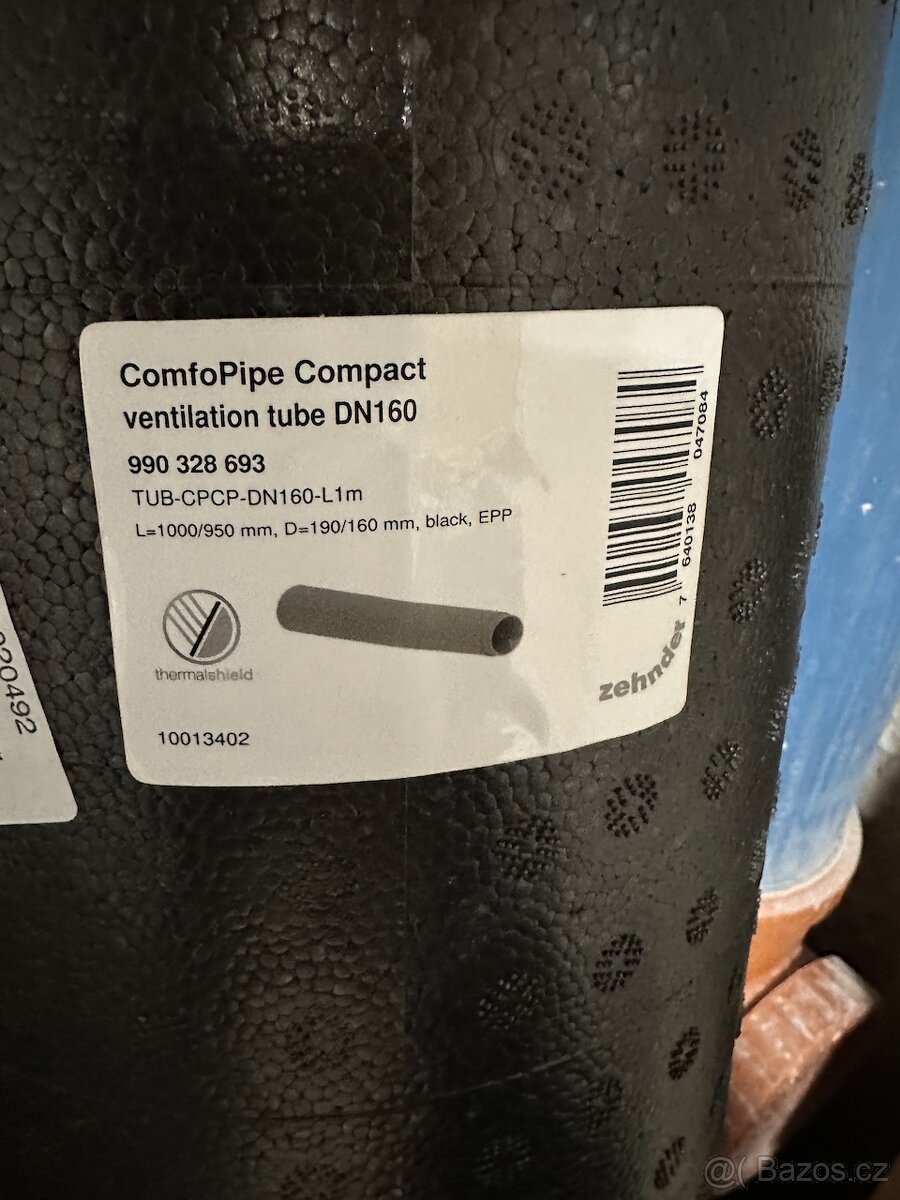 ComfoPipe Compact
ventilation tube DN160
990 328 693
TUB-CPCP-DN160-L1m
L=1000/950 mm, D=190/160 mm, black, EPP
thermalshield
10013402
7 640138 047084
zehnder
020492
@( Bazos.cz